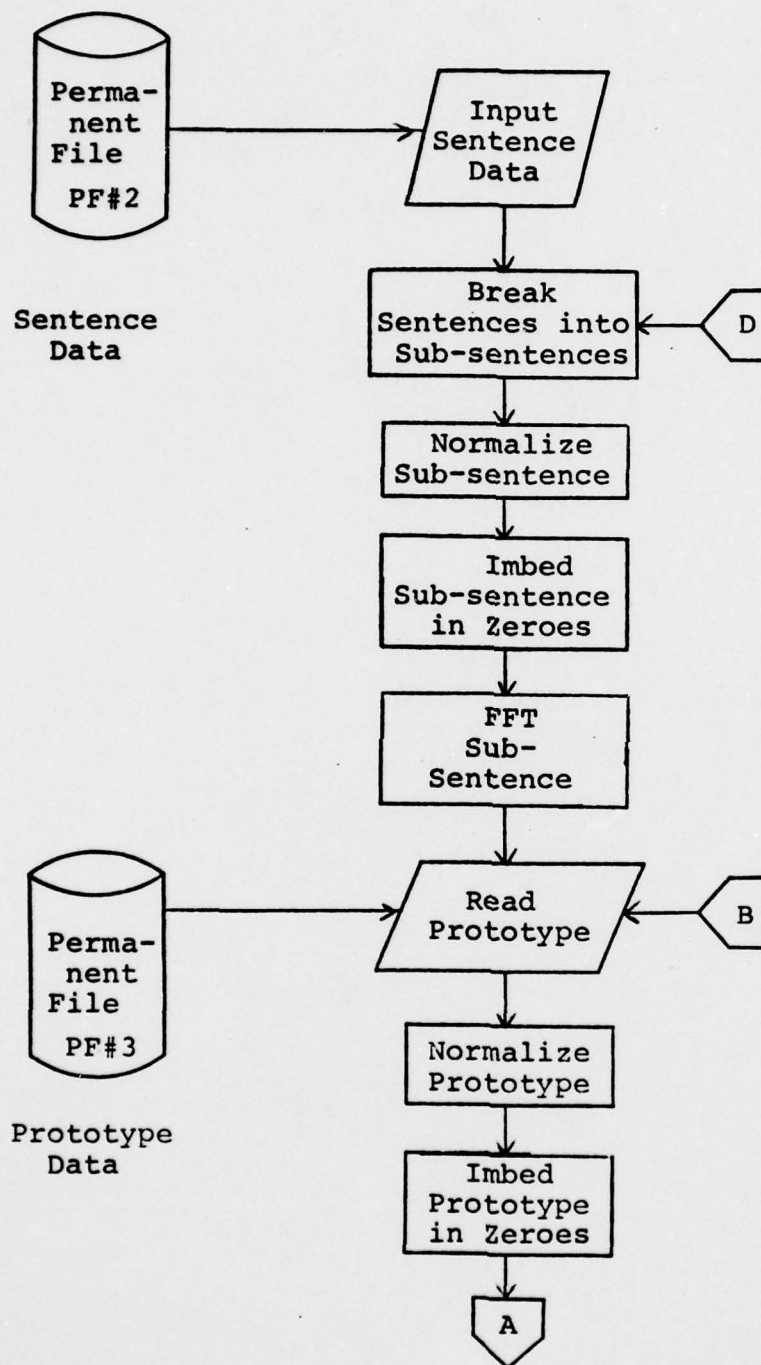 Perma-
nent
File
PF#2
Input
Sentence
Data
Sentence
Data
Break
Sentences into
Sub-sentences
D
Normalize
Sub-sentence
Imbed
Sub-sentence
in Zeroes
FFT
Sub-
Sentence
Perma-
nent
File
PF#3
Read
Prototype
B
Prototype
Data
Normalize
Prototype
Imbed
Prototype
in Zeroes
A